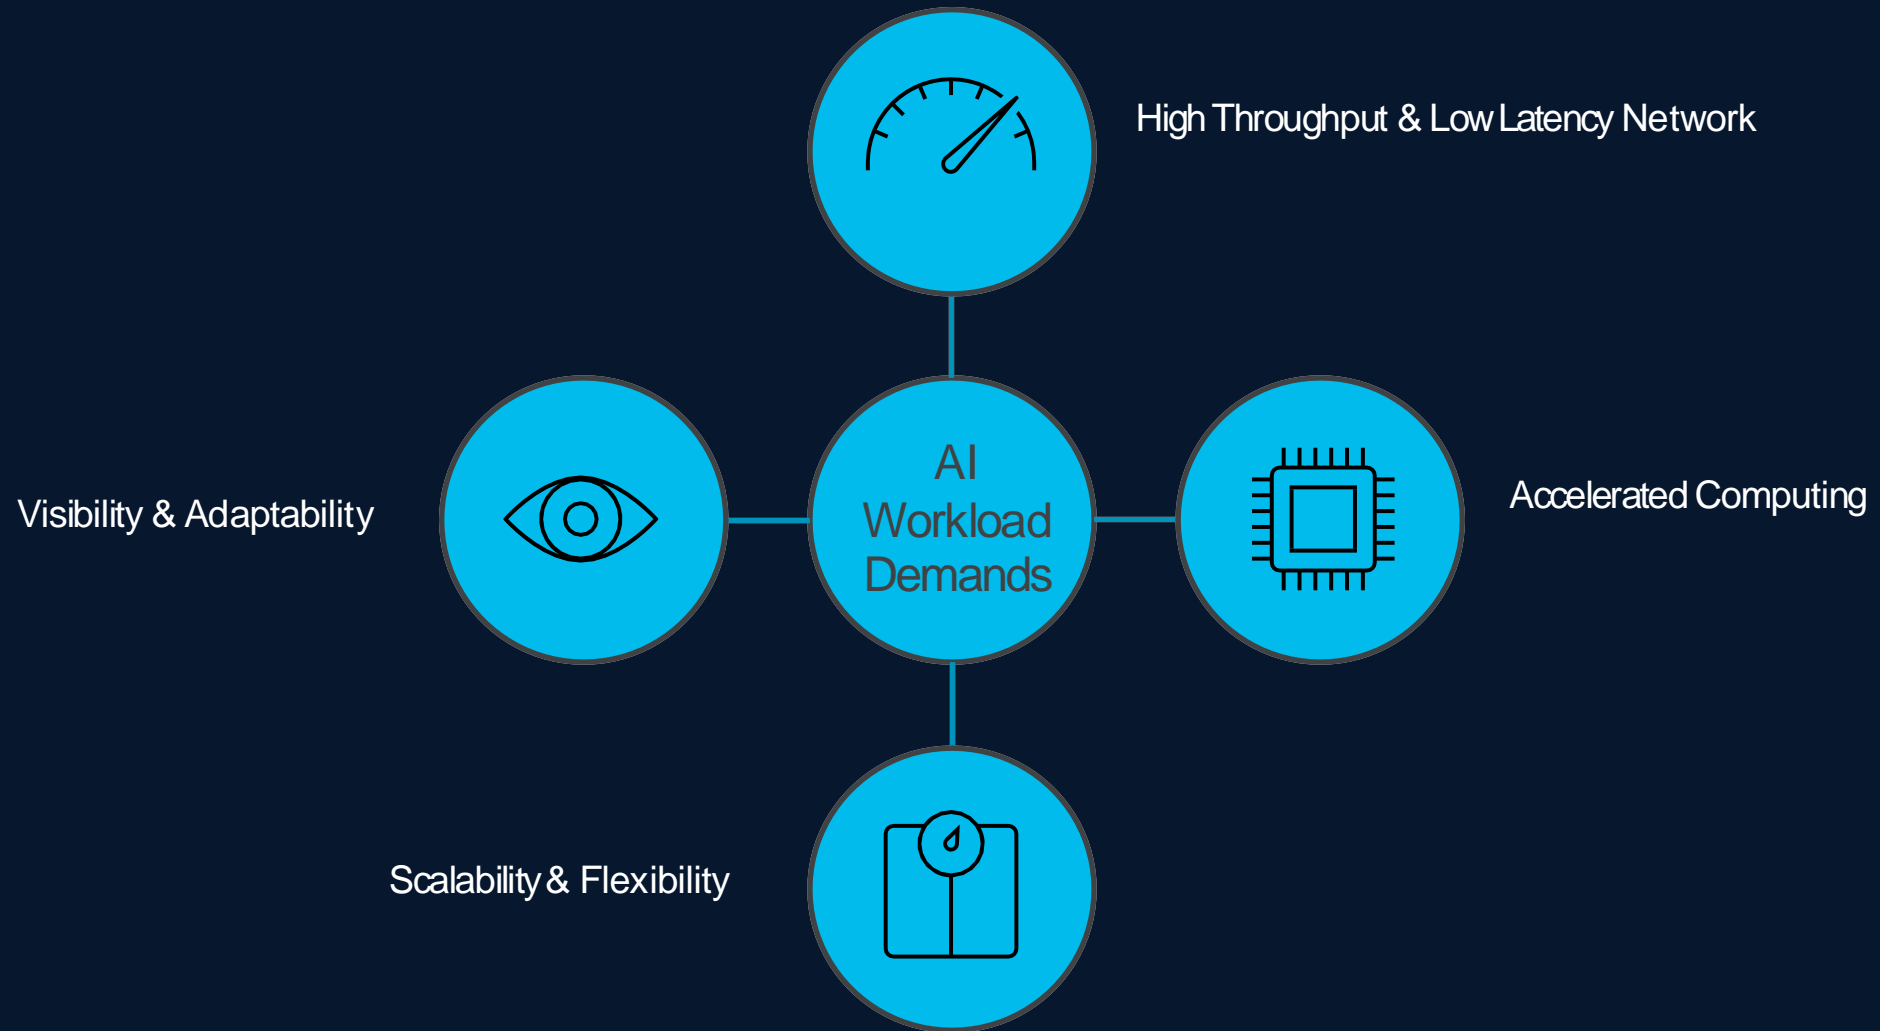 High Throughput & Low Latency Network
Visibility & Adaptability
AI
Workload
Demands
Accelerated Computing
Scalability & Flexibility